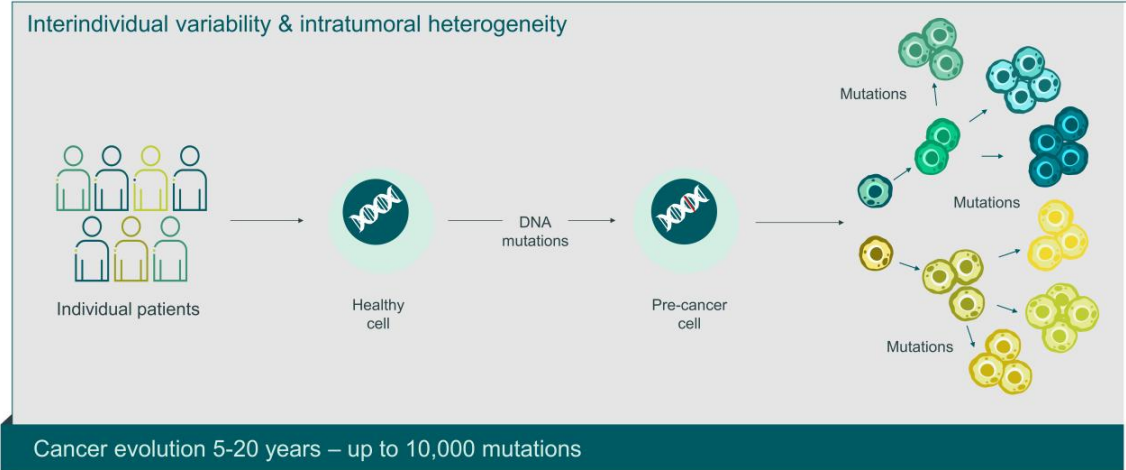 Interindividual variability & intratumoral heterogeneity
Mutations
Mutations
DNA
mutations
Individual patients
Healthy
cell
Pre-cancer
cell
Mutations
Cancer evolution 5-20 years – up to 10,000 mutations